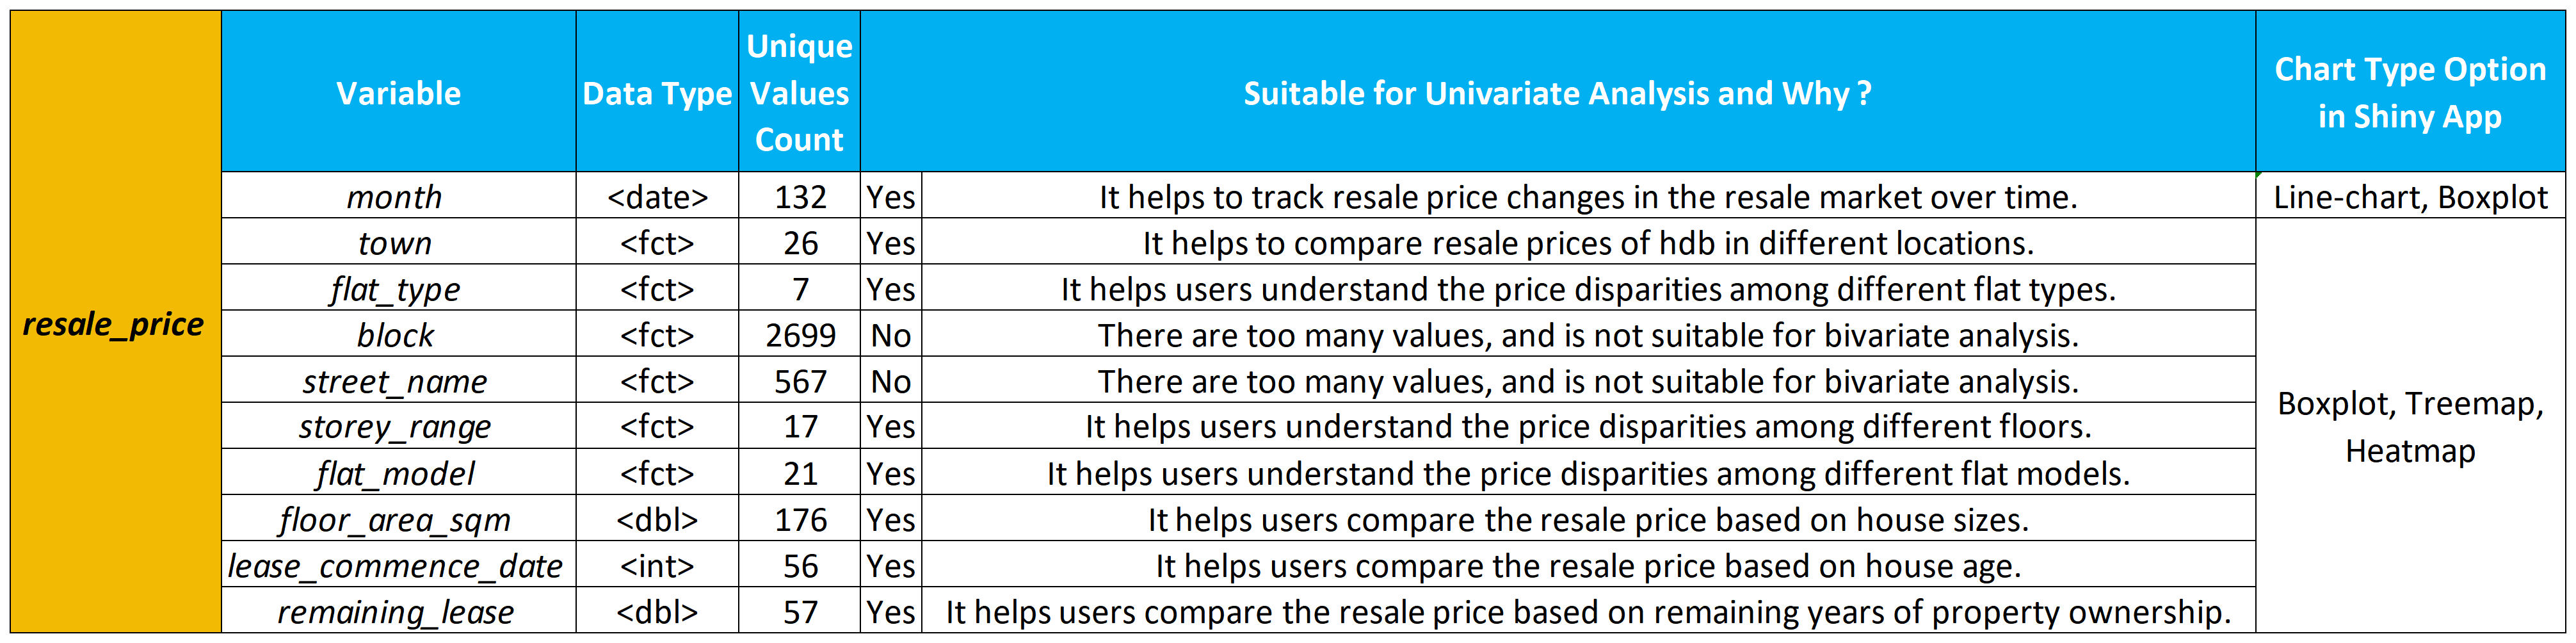 resale_price
Variable
Data Type
Unique
Values
Count
Suitable for Univariate Analysis and Why ?
Chart Type Option
in Shiny App
month <date> 132 Yes It helps to track resale price changes in the resale market over time. Line-chart, Boxplot
town <fct> 26 Yes It helps to compare resale prices of hdb in different locations.
flat_type <fct> 7 Yes It helps users understand the price disparities among different flat types.
block <fct> 2699 No There are too many values, and is not suitable for bivariate analysis.
street_name <fct> 567 No There are too many values, and is not suitable for bivariate analysis.
storey_range <fct> 17 Yes It helps users understand the price disparities among different floors.
flat_model <fct> 21 Yes It helps users understand the price disparities among different flat models.
floor_area_sqm <dbl> 176 Yes It helps users compare the resale price based on house sizes.
lease_commence_date <int> 56 Yes It helps users compare the resale price based on house age.
remaining_lease <dbl> 57 Yes It helps users compare the resale price based on remaining years of property ownership.
Boxplot, Treemap,
Heatmap